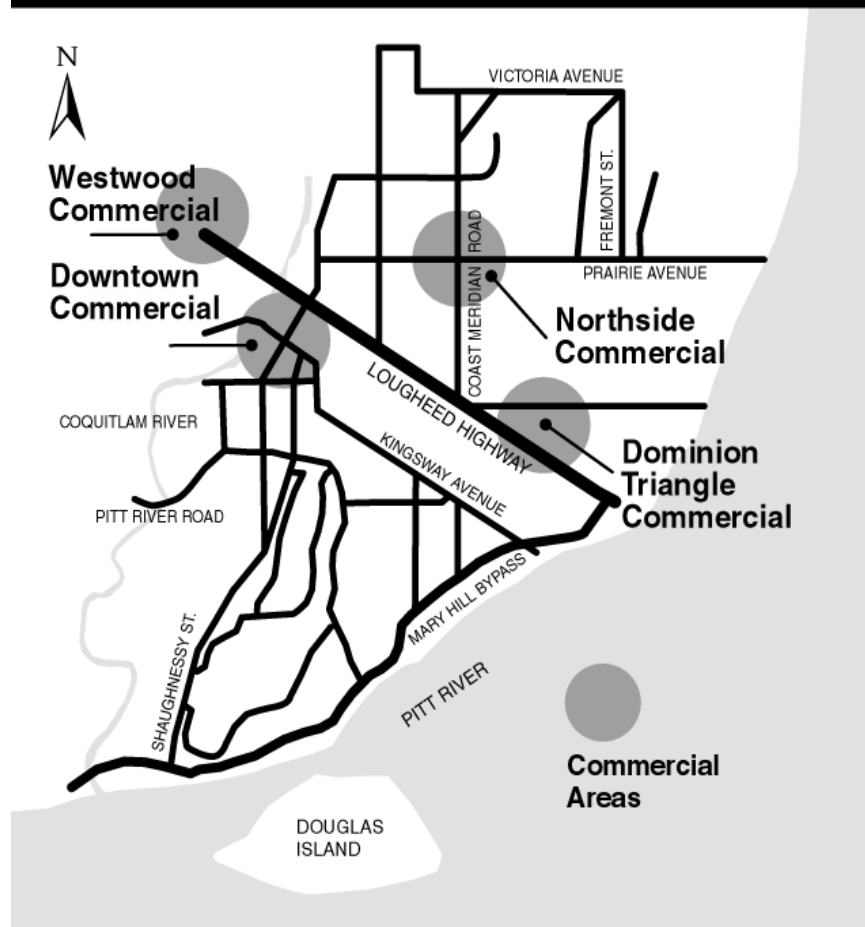 N
VICTORIA AVENUE
Westwood
Commercial
FREMONT ST.
COAST MERIDIAN ROAD
PRAIRIE AVENUE
Downtown
Commercial
Northside
Commercial
LOUGHEED HIGHWAY
COQUITLAM RIVER
KINGSWAY AVENUE
Dominion
Triangle
Commercial
PITT RIVER ROAD
MARY HILL BYPASS
SHAUGHNESSY ST.
PITT RIVER
Commercial
Areas
DOUGLAS
ISLAND